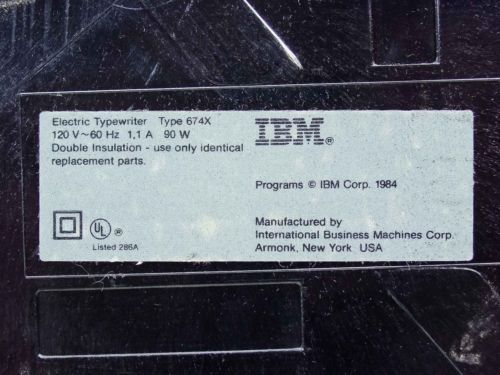 Electric Typewriter Type 674X
120 V~60 Hz 1,1 A 90 W
Double Insulation - use only identical
replacement parts.
IBM®
Programs © IBM Corp. 1984
UL ®
Listed 286A
Manufactured by
International Business Machines Corp.
Armonk, New York USA